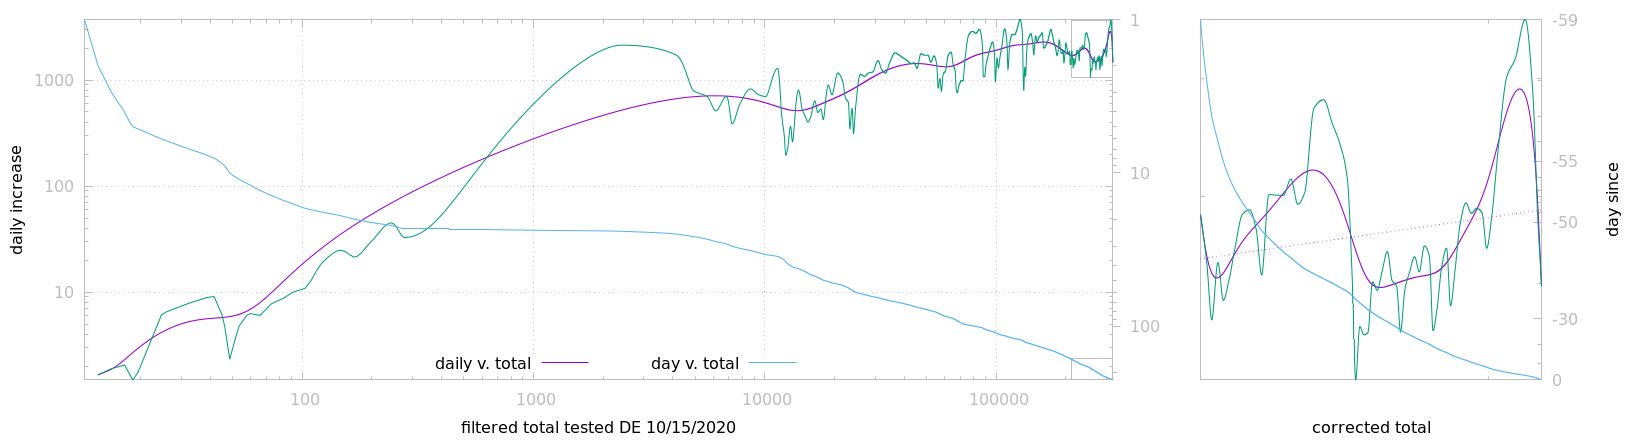 daily increase
1000
100
10
daily v. total
day v. total
100
1000
10000
100000
filtered total tested DE 10/15/2020
1
10
100
-59
-55
-50
-30
0
day since
corrected total